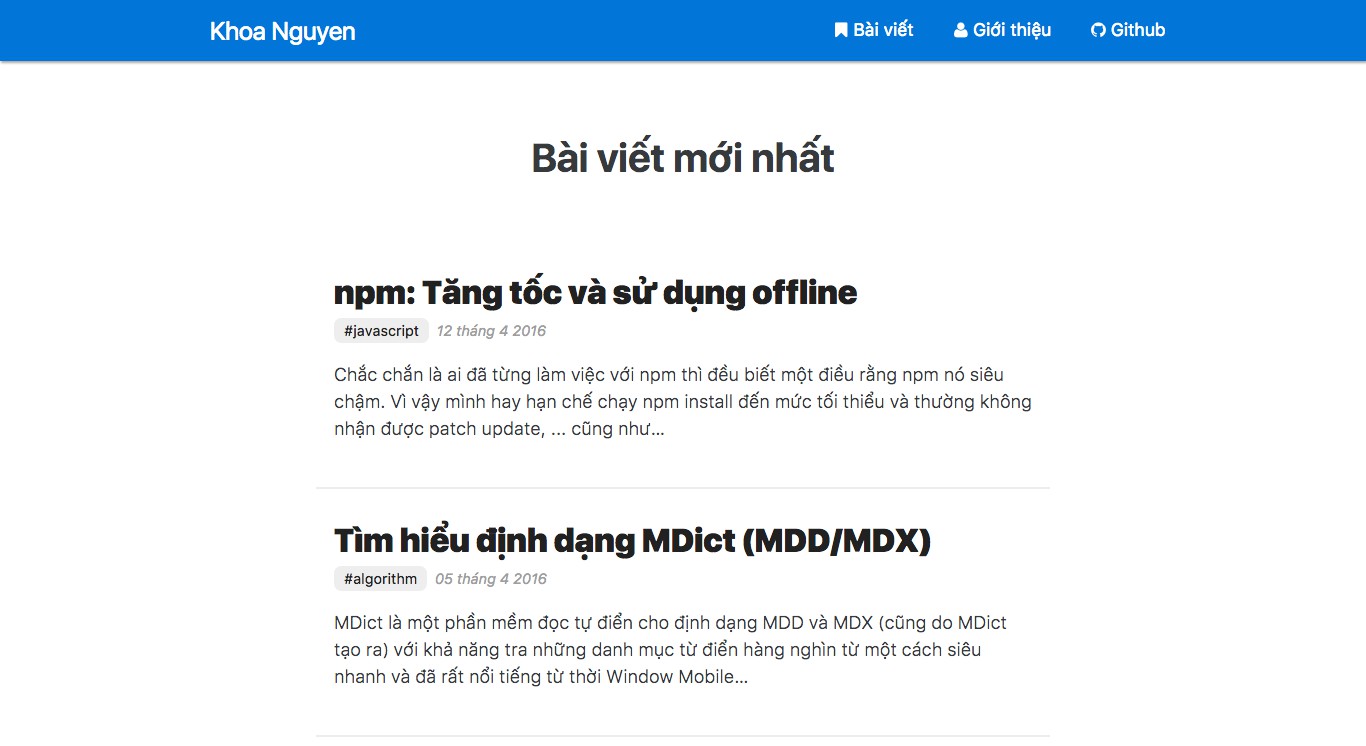 Khoa Nguyen
Bài viết
Giới thiệu
Github
Bài viết mới nhất
npm: Tăng tốc và sử dụng offline
#javascript 12 tháng 4 2016
Chắc chắn là ai đã từng làm việc với npm thì đều biết một điều rằng npm nó siêu
chậm. Vì vậy mình hay hạn chế chạy npm install đến mức tối thiểu và thường không
nhận được patch update, ... cũng như...
Tìm hiểu định dạng MDict (MDD/MDX)
#algorithm 05 tháng 4 2016
MDict là một phần mềm đọc tự điển cho định dạng MDD và MDX (cũng do MDict
tạo ra) với khả năng tra những danh mục từ điển hàng nghìn từ một cách siêu
nhanh và đã rất nổi tiếng từ thời Window Mobile...